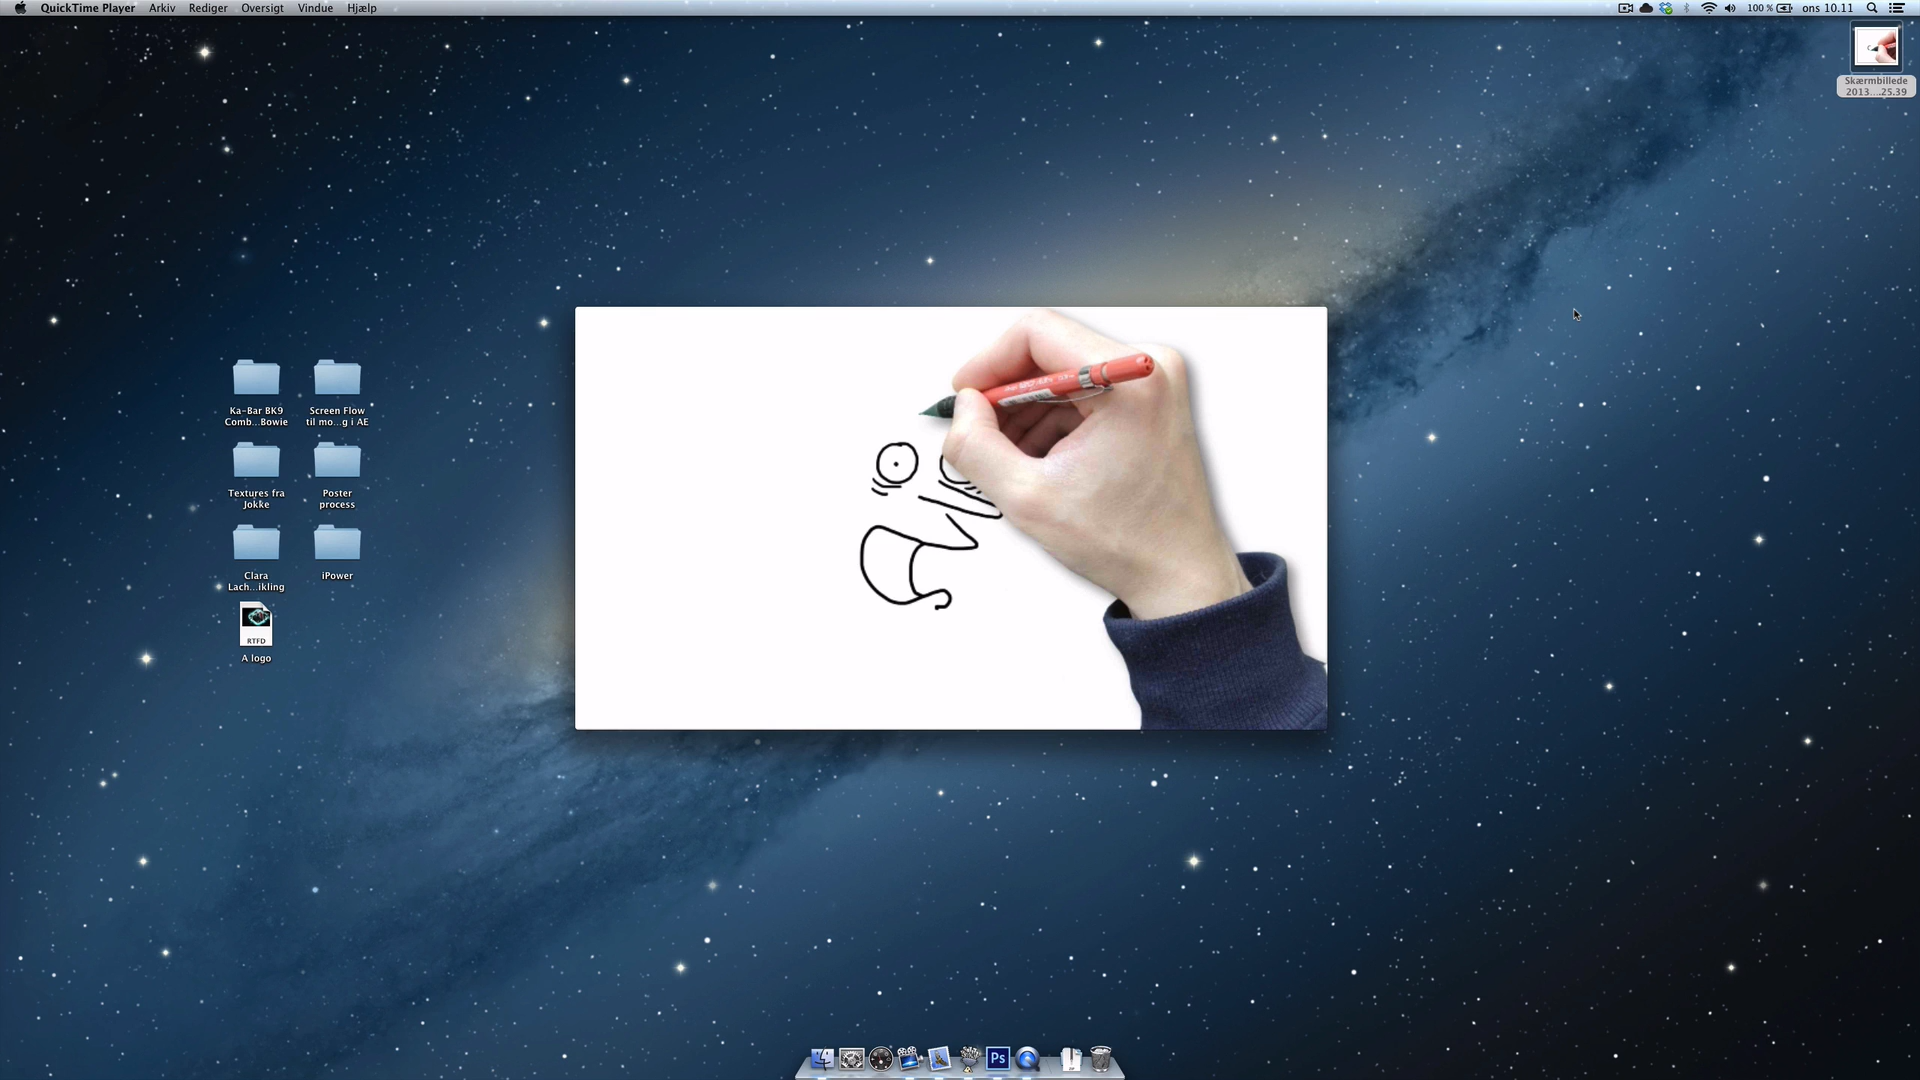 QuickTime Player Arkiv Rediger Oversigt Vindue Hjælp
100 % ons 10.11
Skærmbillede
2013....25.39
Ka-Bar BK9
Comb...Bowie
Screen Flow
til mo...g i AE
Textures fra
Jokke
Poster
process
Clara
Lach...ikling
iPower
RTFD
A logo
Ps